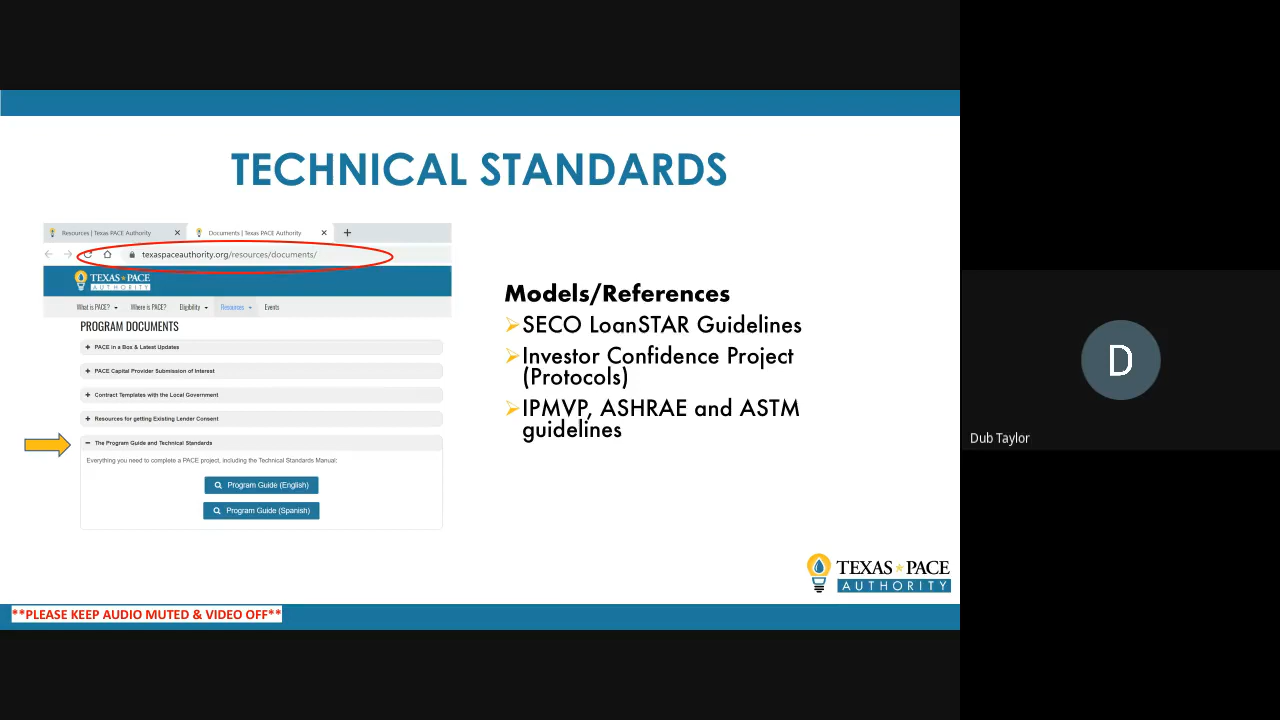 TECHNICAL STANDARDS
Resources | Texas PACE Authority
Documents | Texas PACE Authority
texaspaceauthority.org/resources/documents/
TEXAS PACE
AUTHORITY
What is PACE?
Where is PACE?
Eligibility
Resources
Events
PROGRAM DOCUMENTS
PACE in a Box & Latest Updates
PACE Capital Provider Submission of Interest
Contract Templates with the Local Government
Resources for getting Existing Lender Consent
The Program Guide and Technical Standards
Everything you need to complete a PACE project, including the Technical Standards Manual:
Program Guide (English)
Program Guide (Spanish)
Models/References
SECO LoanSTAR Guidelines
Investor Confidence Project
(Protocols)
IPMVP, ASHRAE and ASTM
guidelines
TEXAS PACE
AUTHORITY
**PLEASE KEEP AUDIO MUTED & VIDEO OFF**
D
Dub Taylor